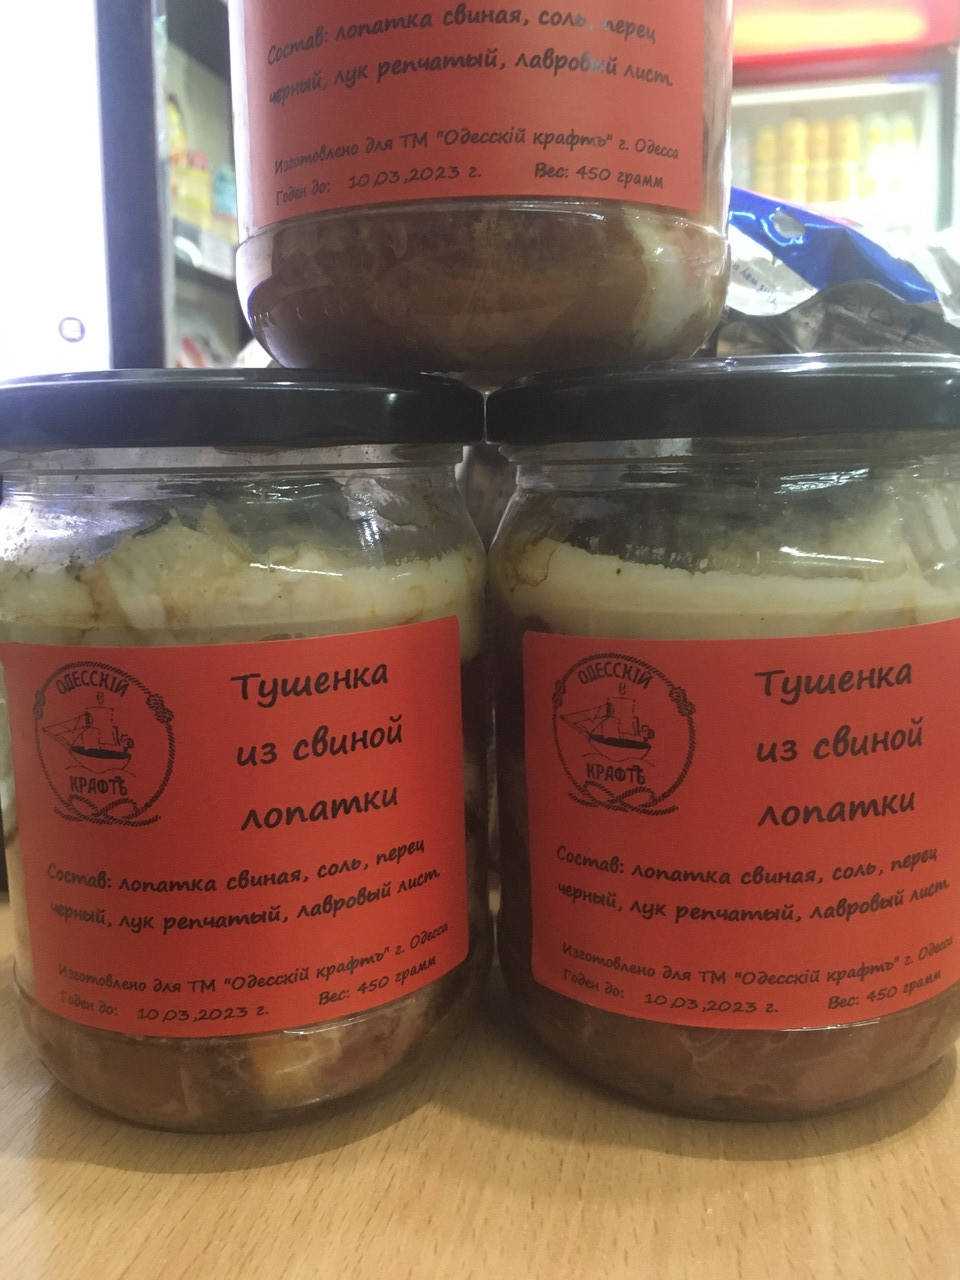 Состав: лопатка свиная, соль, перец
черный, лук репчатый, лавровый лист
Изготовлено для ТМ "Одесскій крафтъ" г. Одесса
Годен до: 10,03,2023 г. Вес: 450 грамм
ОДЕССКІЙ
КРАФТЪ
Тушенка
из свиной
лопатки
Состав: лопатка свиная, соль, перец
черный, лук репчатый, лавровый лист
Изготовлено для ТМ "Одесскій крафтъ" г. Одесса
Годен до: 10,03,2023 г. Вес: 450 грамм
ОДЕССКІЙ
КРАФТЪ
Тушенка
из свиной
лопатки
Состав: лопатка свиная, соль, перец
черный, лук репчатый, лавровый лист
Изготовлено для ТМ "Одесскій крафтъ" г. Одесса
Годен до: 10,03,2023 г. Вес: 450 грамм